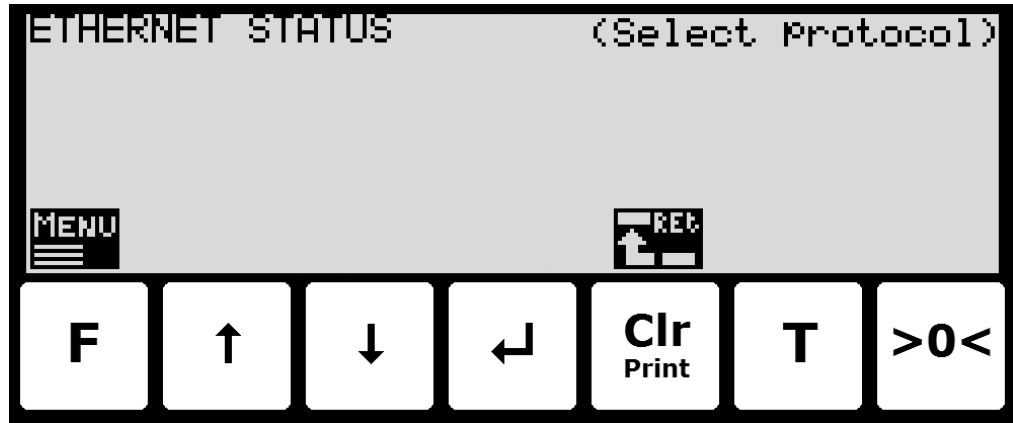 ETHERNET STATUS (Select Protocol)
MENU REt
F ↑ ↓ ↵ Clr T >0<
Print